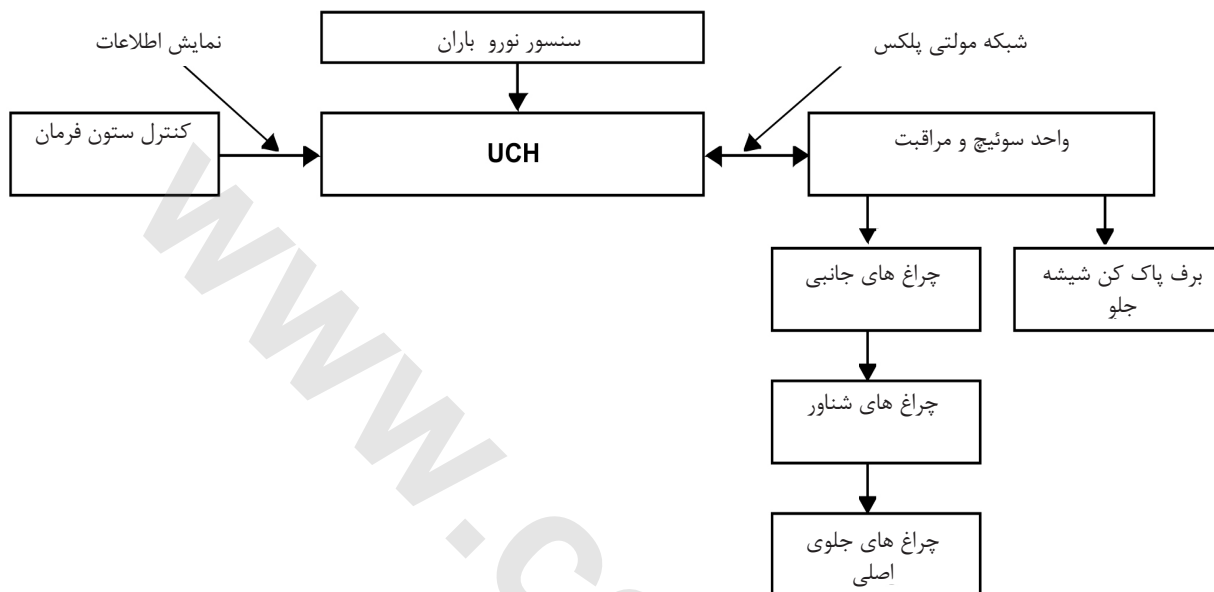 نمایش اطلاعات
سنسور نورو باران
شبکه مولتی پلکس
کنترل ستون فرمان
UCH
واحد سوئیچ و مراقبت
چراغ های جانبی
برف پاک کن شیشه
جلو
چراغ های شناور
چراغ های جلوی
اصلی
www.c